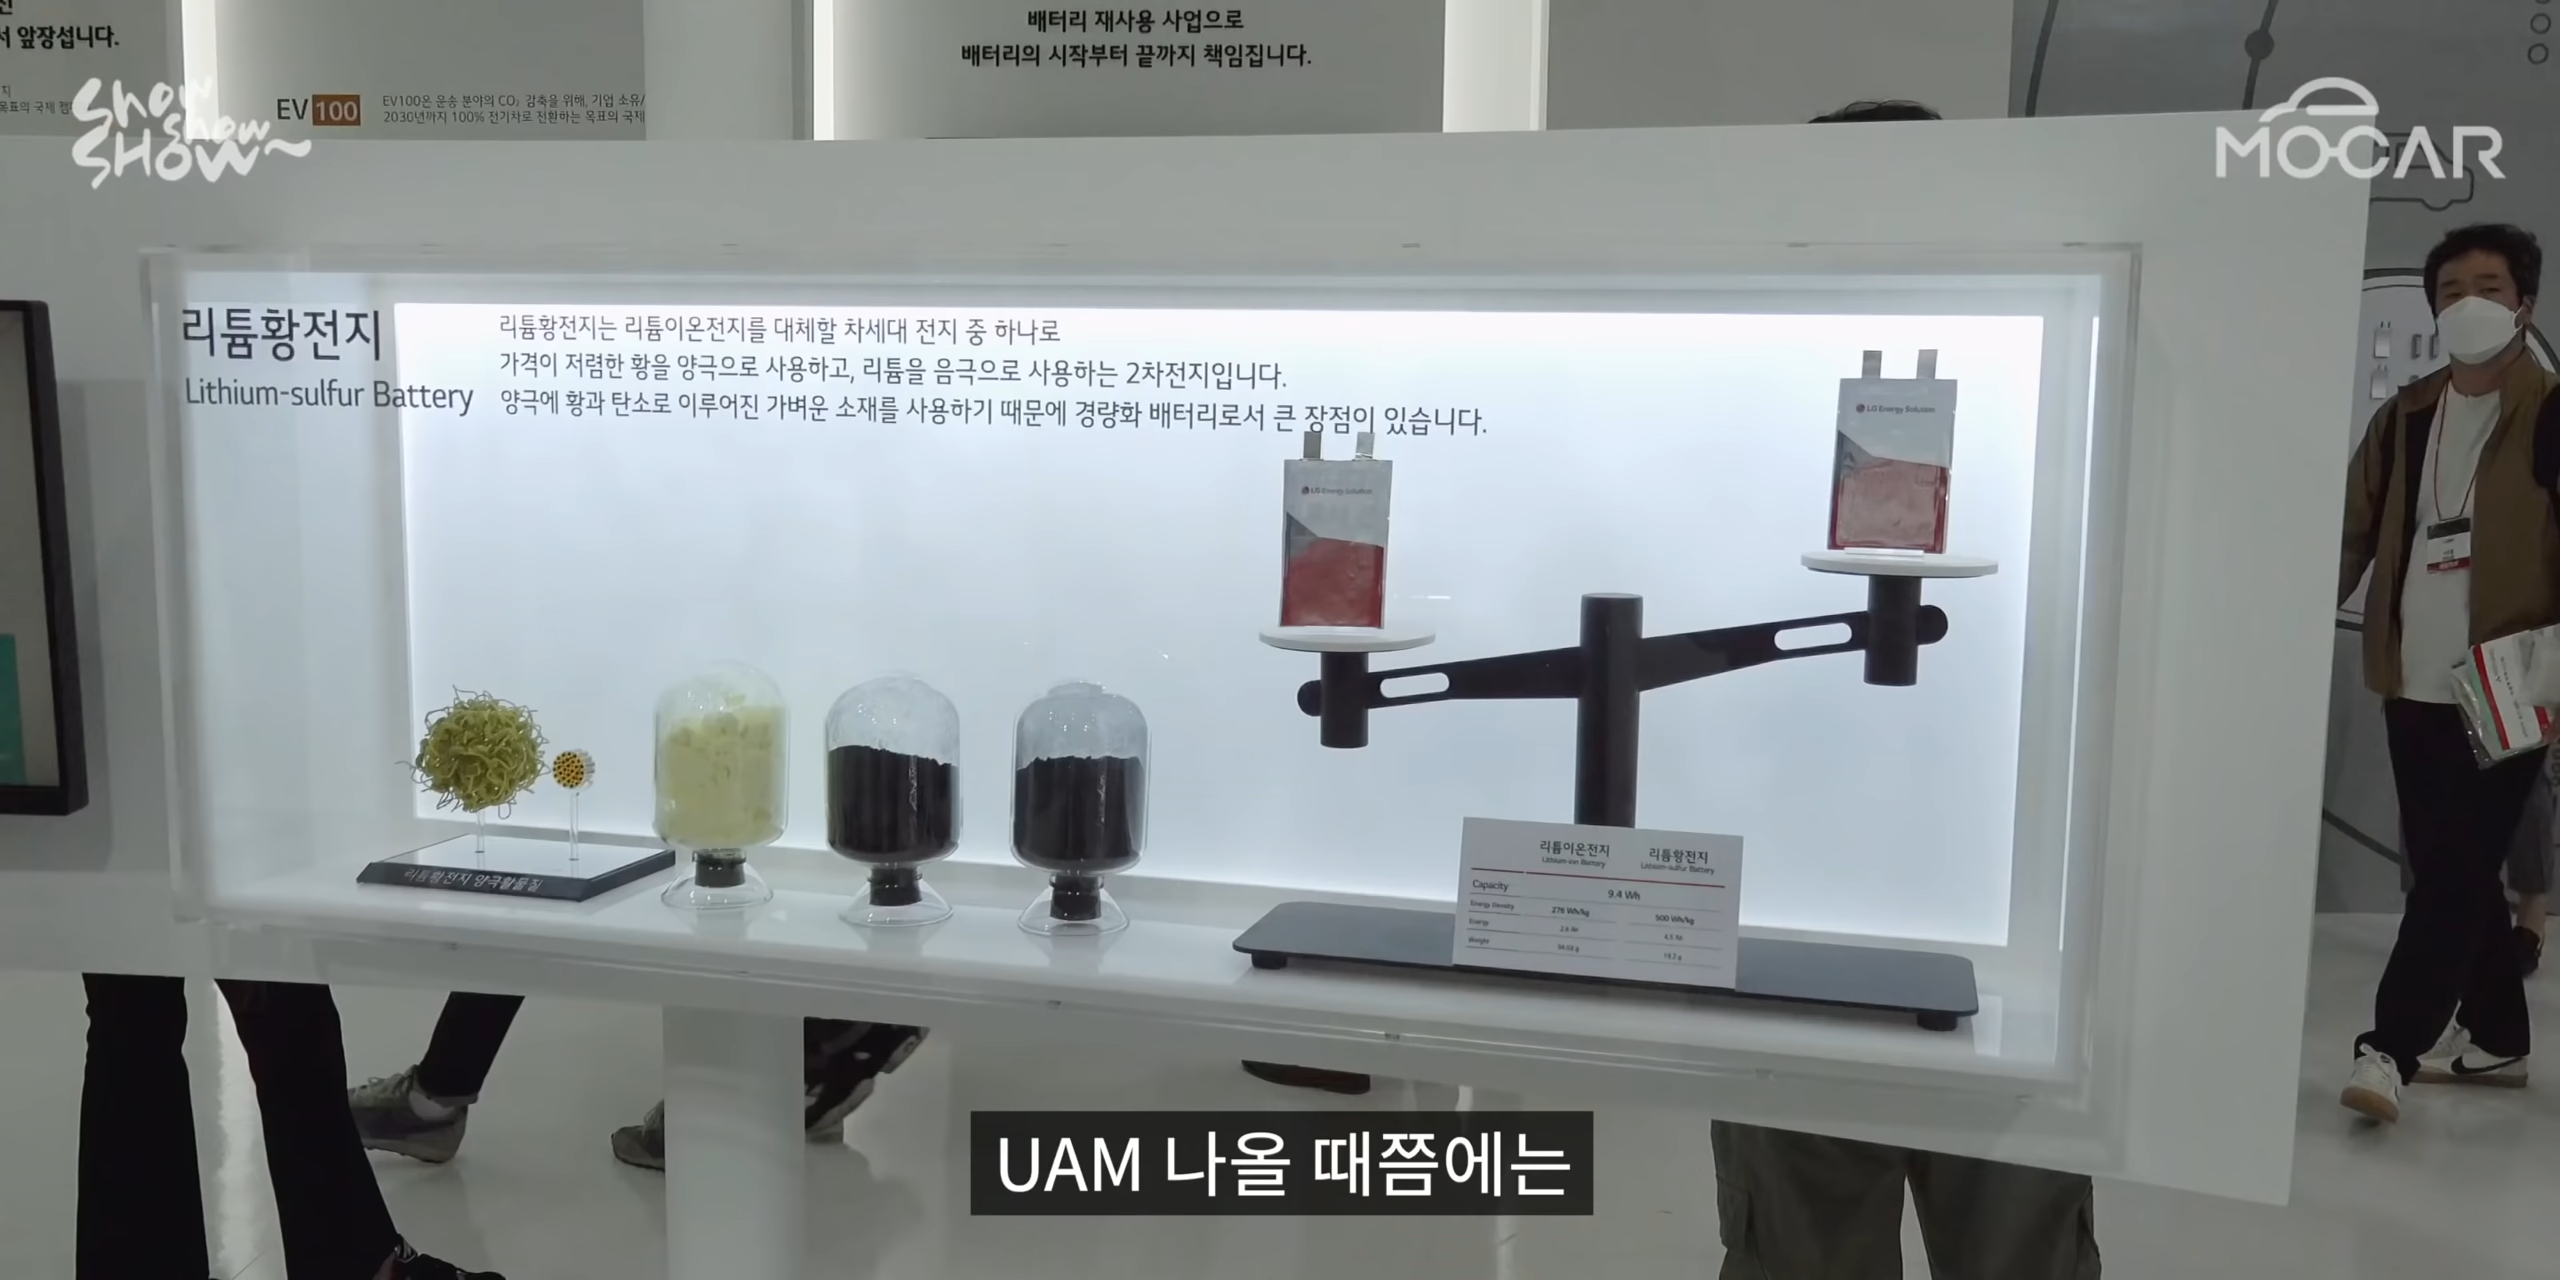 서 앞장섭니다.
배터리 재사용 사업으로
배터리의 시작부터 끝까지 책임집니다.
EV100
EV100은 운송 분야의 CO₂ 감축을 위해, 기업 소유/
2030년까지 100% 전기차로 전환하는 목표의 국제
Show show SHOW~
MOCAR
리튬황전지
Lithium-sulfur Battery
리튬황전지는 리튬이온전지를 대체할 차세대 전지 중 하나로
가격이 저렴한 황을 양극으로 사용하고, 리튬을 음극으로 사용하는 2차전지입니다.
양극에 황과 탄소로 이루어진 가벼운 소재를 사용하기 때문에 경량화 배터리로서 큰 장점이 있습니다.
LG Energy Solution
LG Energy Solution
리튬황전지 양극활물질
리튬이온전지 리튬황전지
Lithium-ion Battery Lithium-sulfur Battery
Capacity 9.4 Wh
Energy Density 276 Wh/kg 500 Wh/kg
Energy
Weight
UAM 나올 때쯤에는